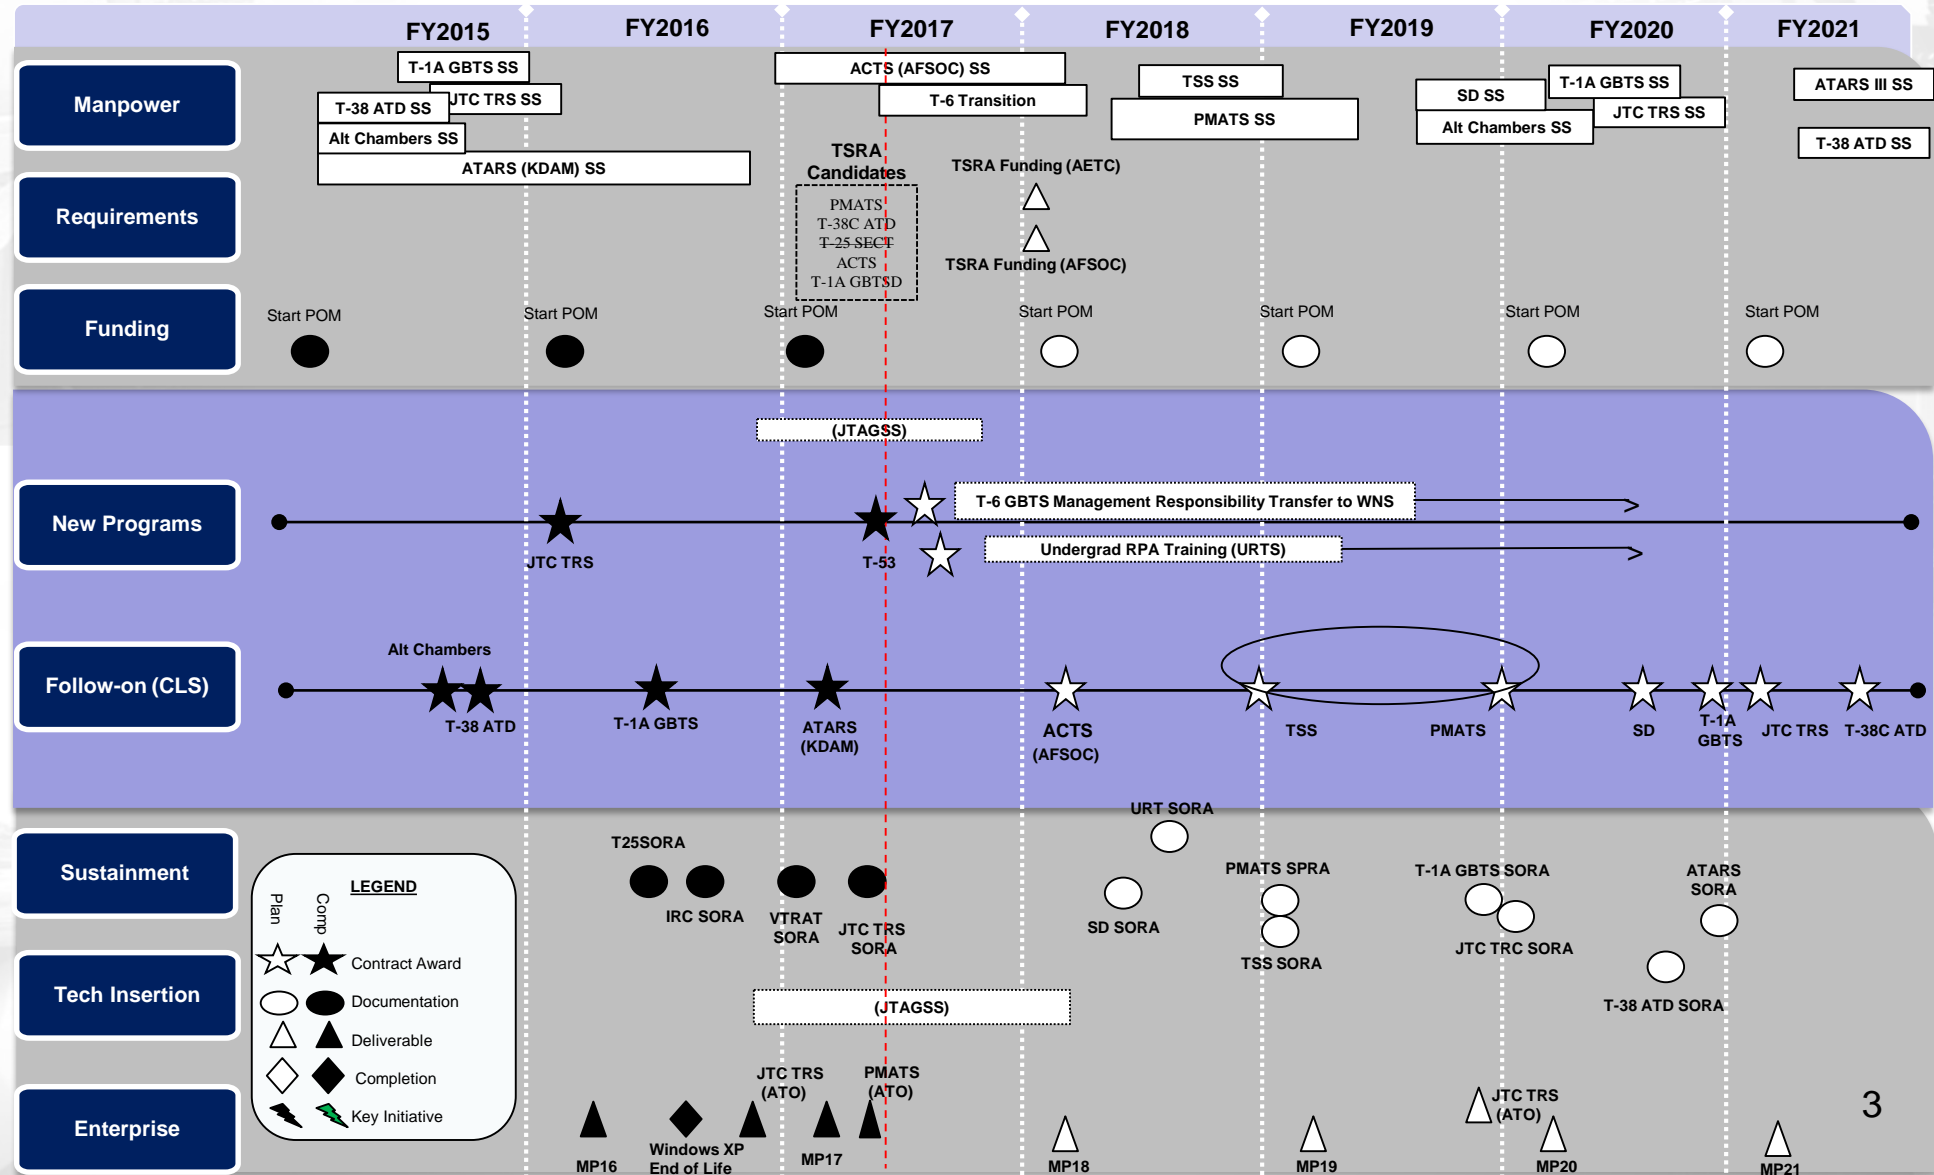 FY2015
FY2016
FY2017
FY2018
FY2019
FY2020
FY2021
Manpower
T-1A GBTS SS
JTC TRS SS
T-38 ATD SS
Alt Chambers SS
ATARS (KDAM) SS
ACTS (AFSOC) SS
T-6 Transition
TSS SS
PMATS SS
SD SS
Alt Chambers SS
T-1A GBTS SS
JTC TRS SS
ATARS III SS
T-38 ATD SS
Requirements
TSRA
Candidates
PMATS
T-38C ATD
T-25 SECT
ACTS
T-1A GBTSD
TSRA Funding (AETC)
TSRA Funding (AFSOC)
Funding
Start POM
Start POM
Start POM
Start POM
Start POM
Start POM
Start POM
(JTAGSS)
New Programs
JTC TRS
T-53
T-6 GBTS Management Responsibility Transfer to WNS
Undergrad RPA Training (URTS)
Follow-on (CLS)
Alt Chambers
T-38 ATD
T-1A GBTS
ATARS
(KDAM)
ACTS
(AFSOC)
TSS
PMATS
SD
T-1A
GBTS
JTC TRS
T-38C ATD
Sustainment
T25SORA
IRC SORA
VTRAT
SORA
JTC TRS
SORA
URT SORA
SD SORA
PMATS SPRA
TSS SORA
T-1A GBTS SORA
JTC TRC SORA
ATARS
SORA
T-38 ATD SORA
Tech Insertion
(JTAGSS)
LEGEND
Plan
Comp
Contract Award
Documentation
Deliverable
Completion
Key Initiative
Enterprise
MP16
Windows XP
End of Life
JTC TRS
(ATO)
MP17
PMATS
(ATO)
MP18
MP19
JTC TRS
(ATO)
MP20
MP21
3